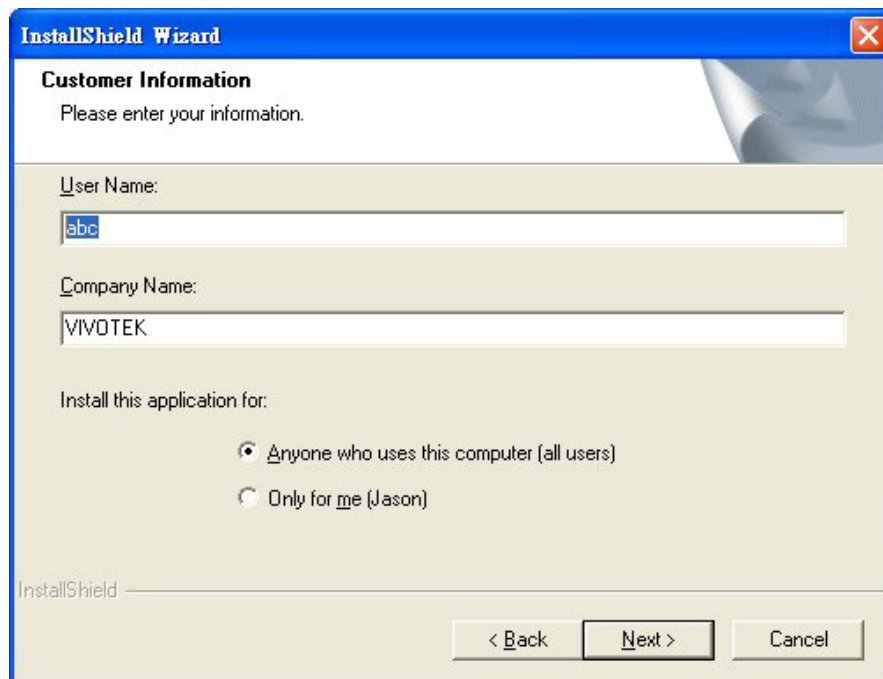 InstallShield Wizard
Customer Information
Please enter your information.
User Name:
abc
Company Name:
VIVOTEK
Install this application for:
Anyone who uses this computer (all users)
Only for me (Jason)
InstallShield
< Back Next > Cancel